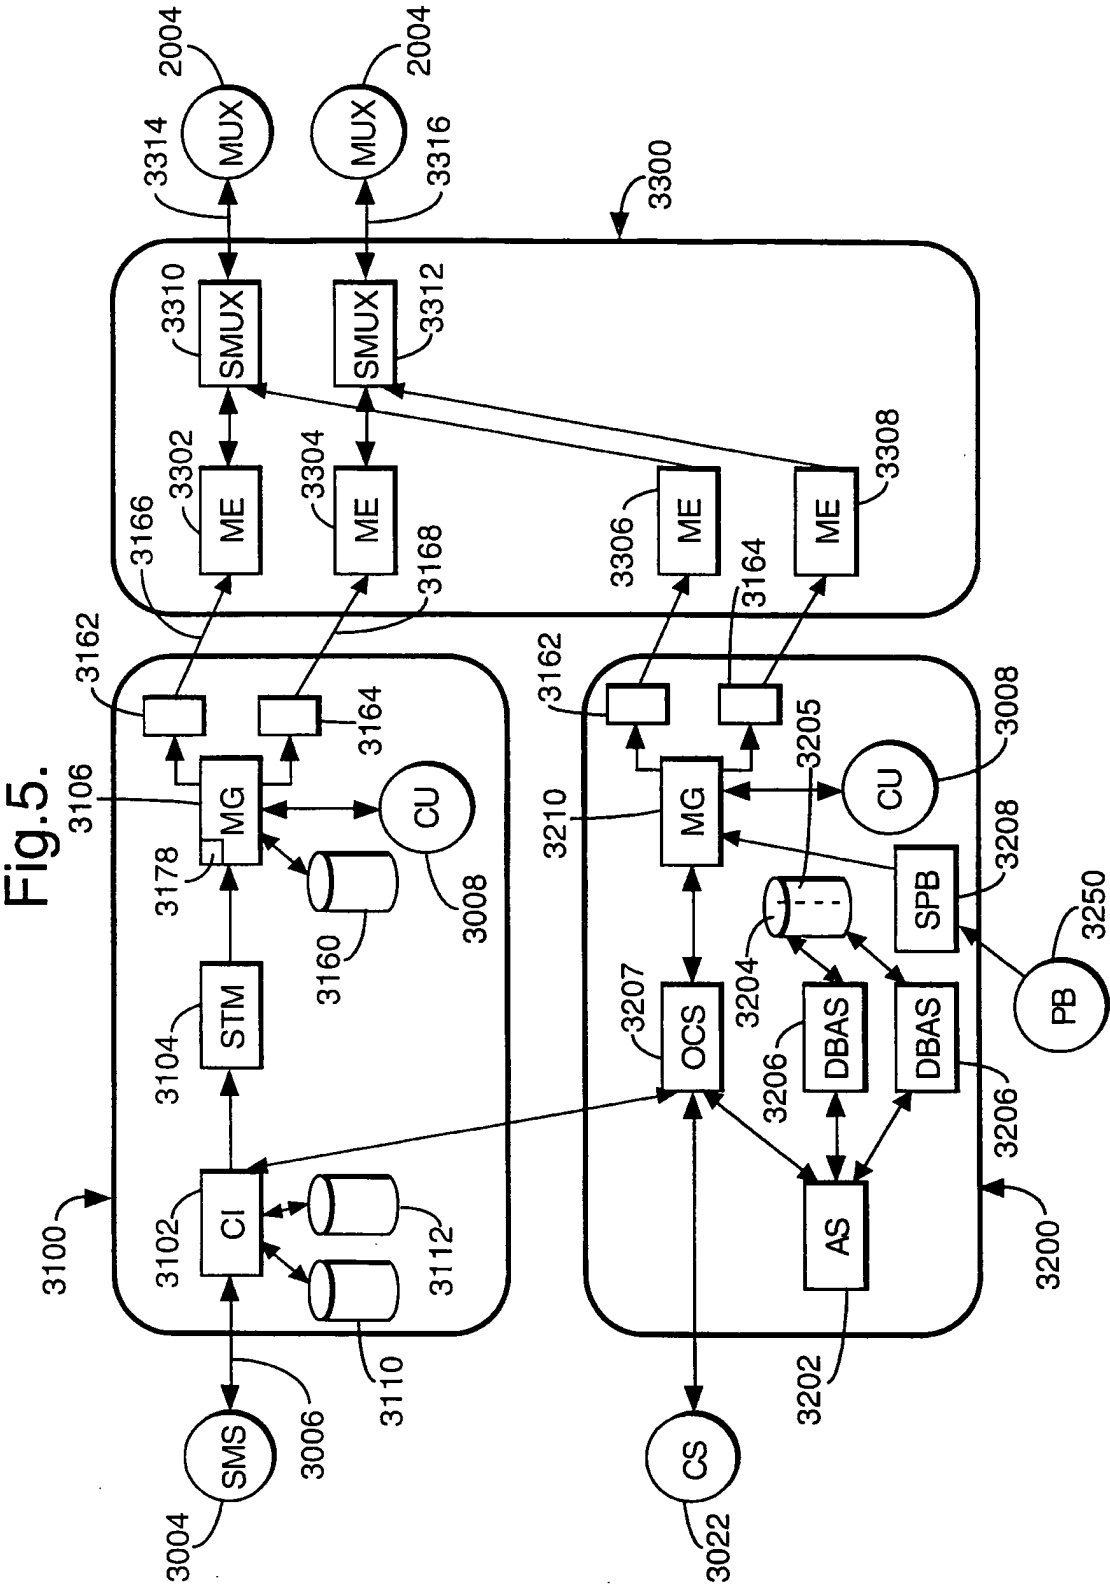 Fig.5.
3100
3004
SMS
3006
3102
CI
3110
3112
3104
STM
3178
3106
MG
3160
CU
3008
3162
3164
3166
3168
3302
ME
3304
ME
3310
SMUX
3312
SMUX
3314
3316
MUX
2004
MUX
2004
3300
3306
ME
3308
ME
3022
CS
3202
AS
3200
3207
OCS
3206
DBAS
DBAS
3206
3204
3205
3210
MG
3162
3164
CU
3008
SPB
3208
PB
3250